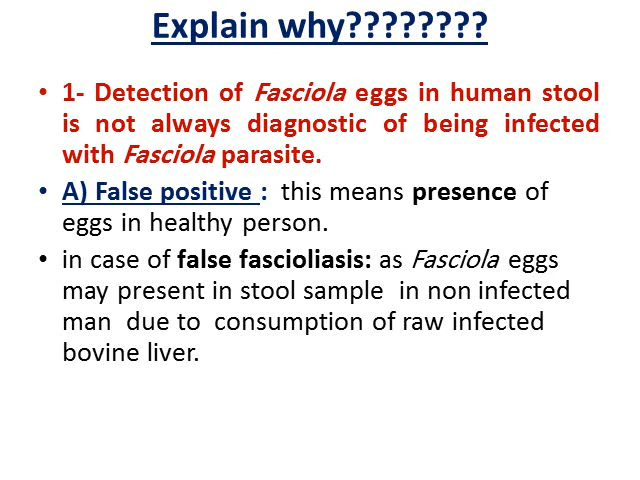 Explain why????????
• 1- Detection of Fasciola eggs in human stool
is not always diagnostic of being infected
with Fasciola parasite.
• A) False positive : this means presence of
eggs in healthy person.
• in case of false fascioliasis: as Fasciola eggs
may present in stool sample in non infected
man due to consumption of raw infected
bovine liver.